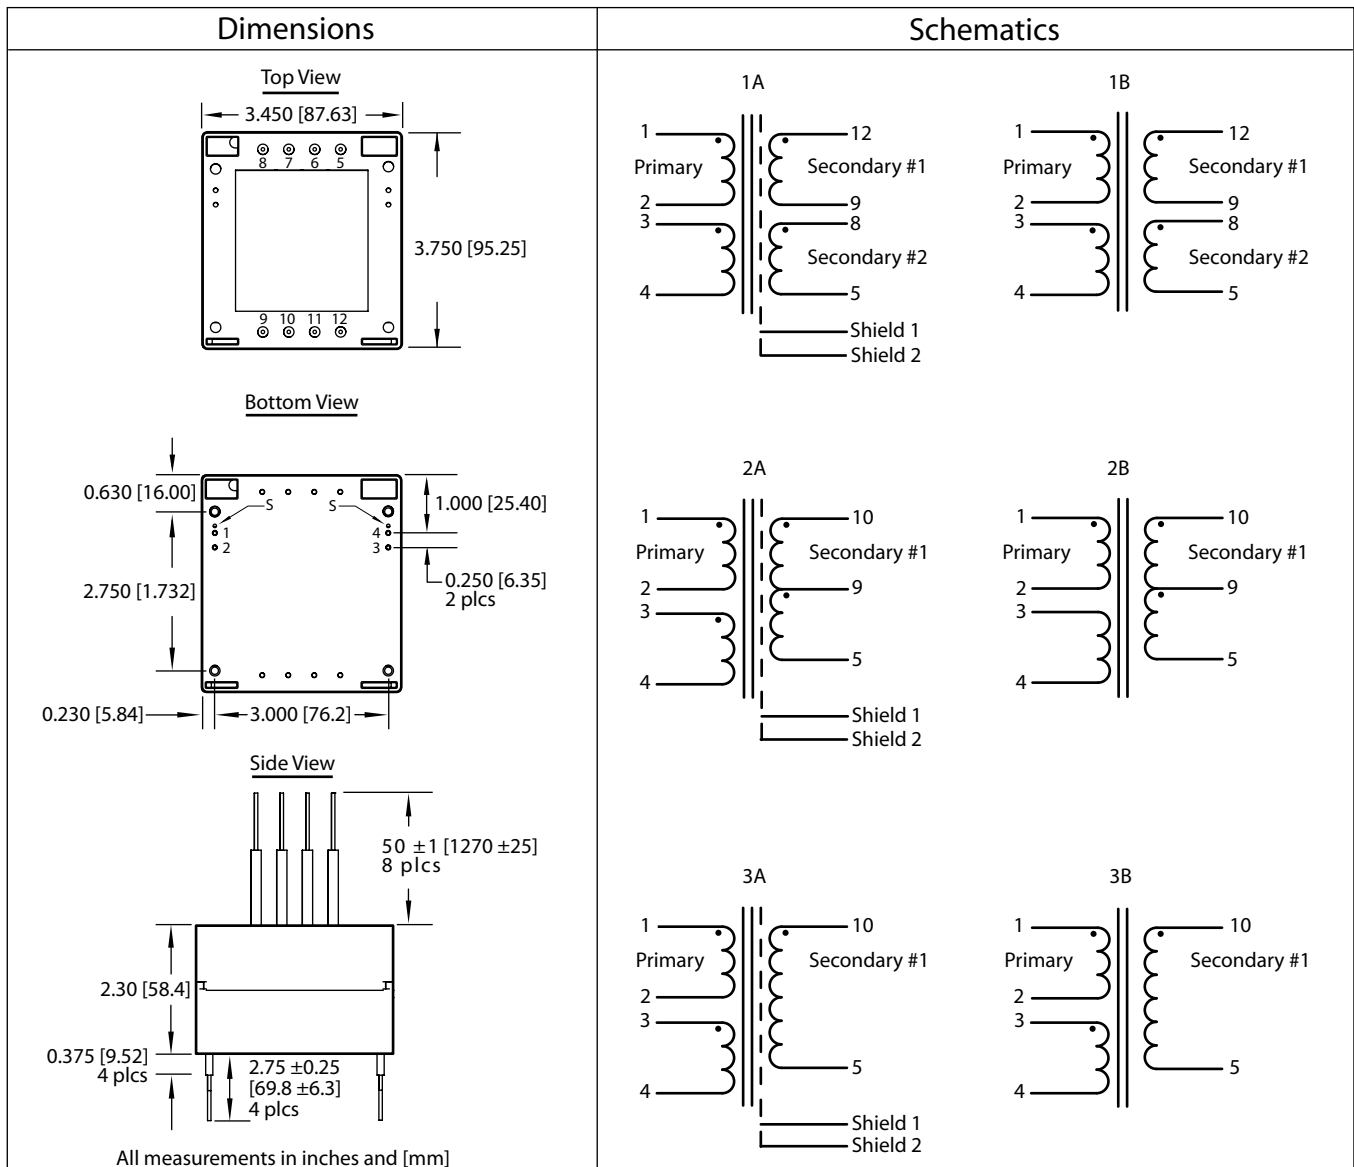 Dimensions
Schematics
Top View
3.450 [87.63]
8 7 6 5
3.750 [95.25]
9 10 11 12
Bottom View
0.630 [16.00]
S
S
1.000 [25.40]
1
4
2
3
2.750 [1.732]
0.250 [6.35]
2 plcs
0.230 [5.84]
3.000 [76.2]
Side View
50 ±1 [1270 ±25]
8 plcs
2.30 [58.4]
0.375 [9.52]
4 plcs
2.75 ±0.25
[69.8 ±6.3]
4 plcs
All measurements in inches and [mm]
1A
1
12
Primary
Secondary #1
2
9
3
8
Secondary #2
4
5
Shield 1
Shield 2
1B
1
12
Primary
Secondary #1
2
9
3
8
Secondary #2
4
5
2A
1
10
Primary
Secondary #1
2
9
3
5
4
Shield 1
Shield 2
2B
1
10
Primary
Secondary #1
2
9
3
5
4
3A
1
10
Primary
Secondary #1
2
3
5
4
Shield 1
Shield 2
3B
1
10
Primary
Secondary #1
2
3
5
4